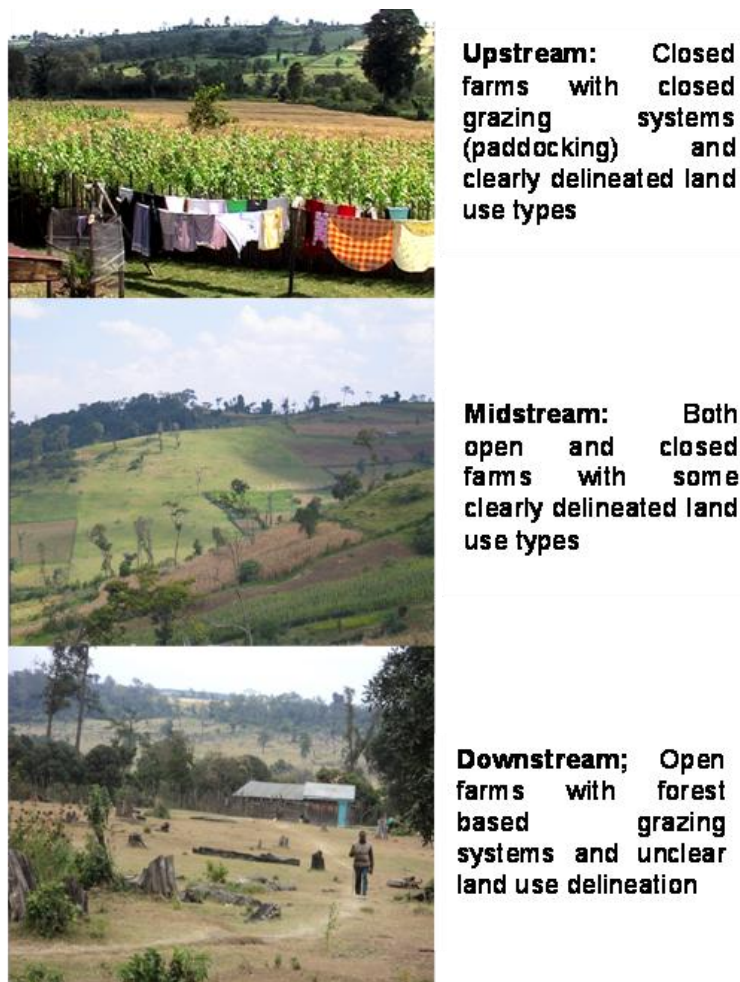 Upstream: Closed
farms with closed
grazing systems
(paddocking) and
clearly delineated land
use types
Midstream: Both
open and closed
farms with some
clearly delineated land
use types
Downstream; Open
farms with forest
based grazing
systems and unclear
land use delineation